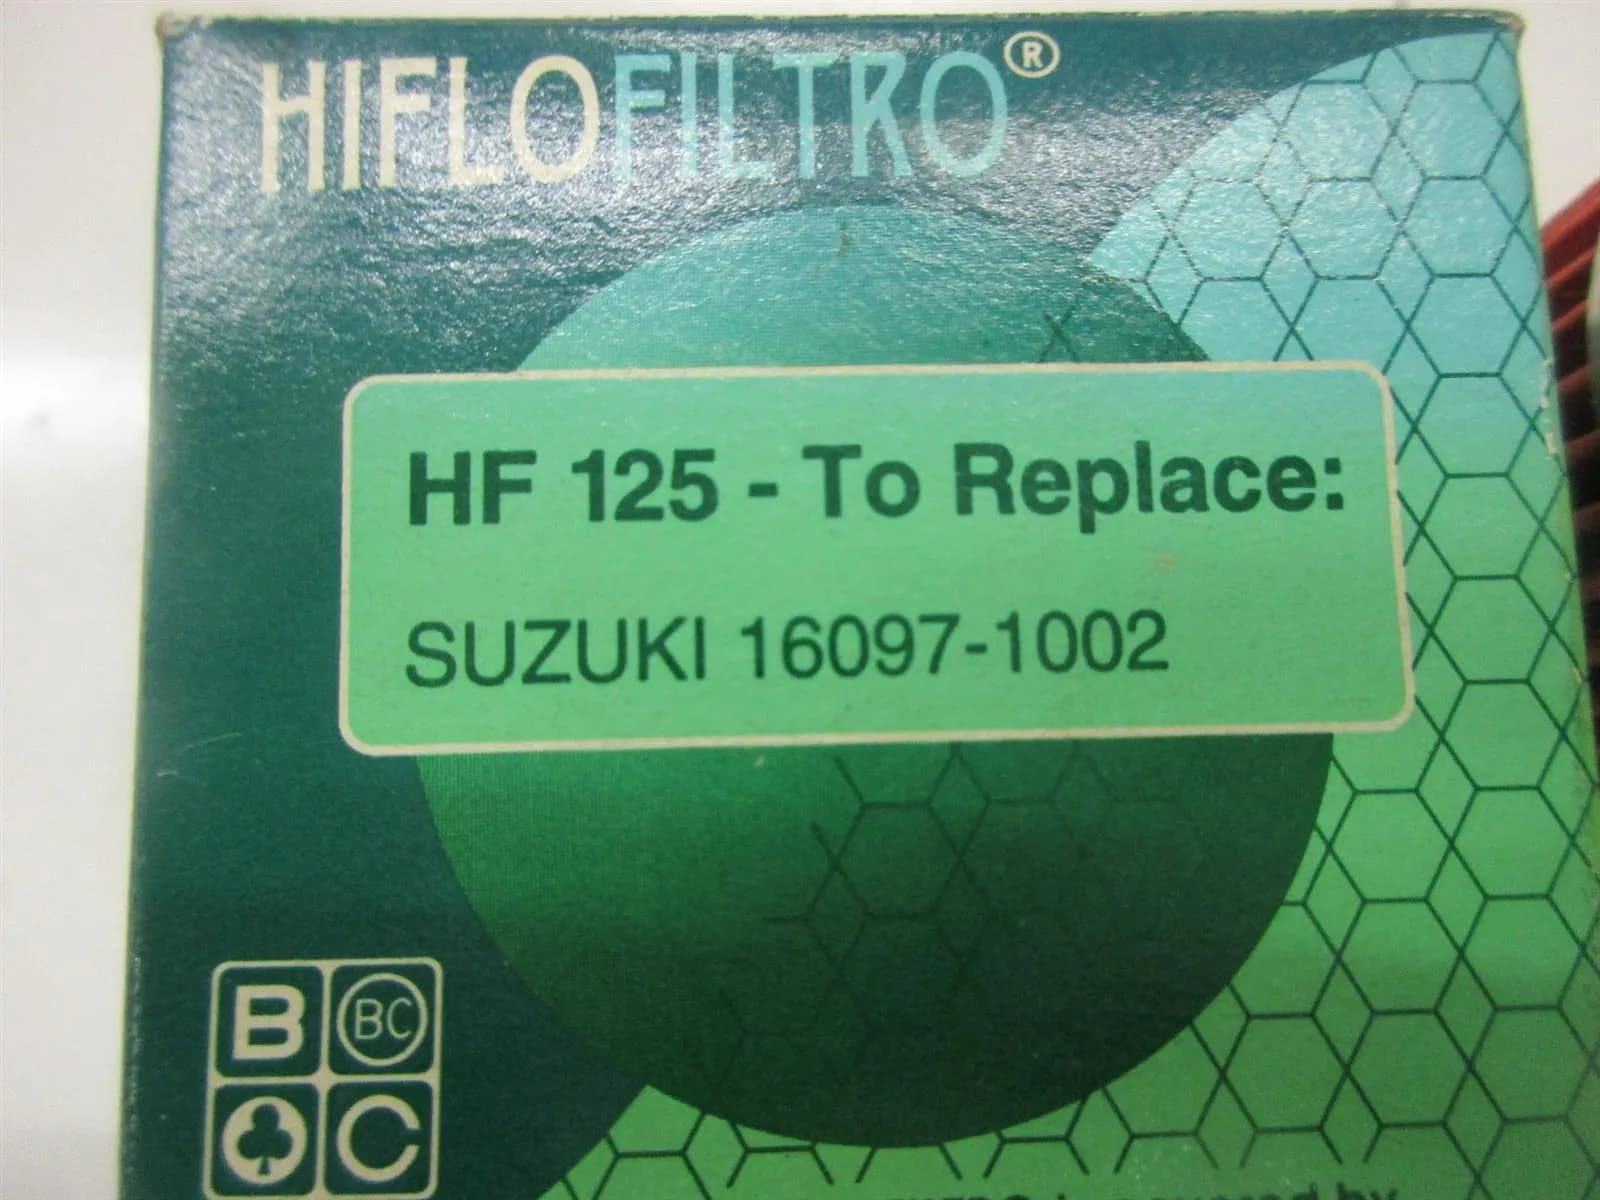 HIFLOFILTRO®
HF 125 - To Replace:
SUZUKI 16097-1002
B BC
C